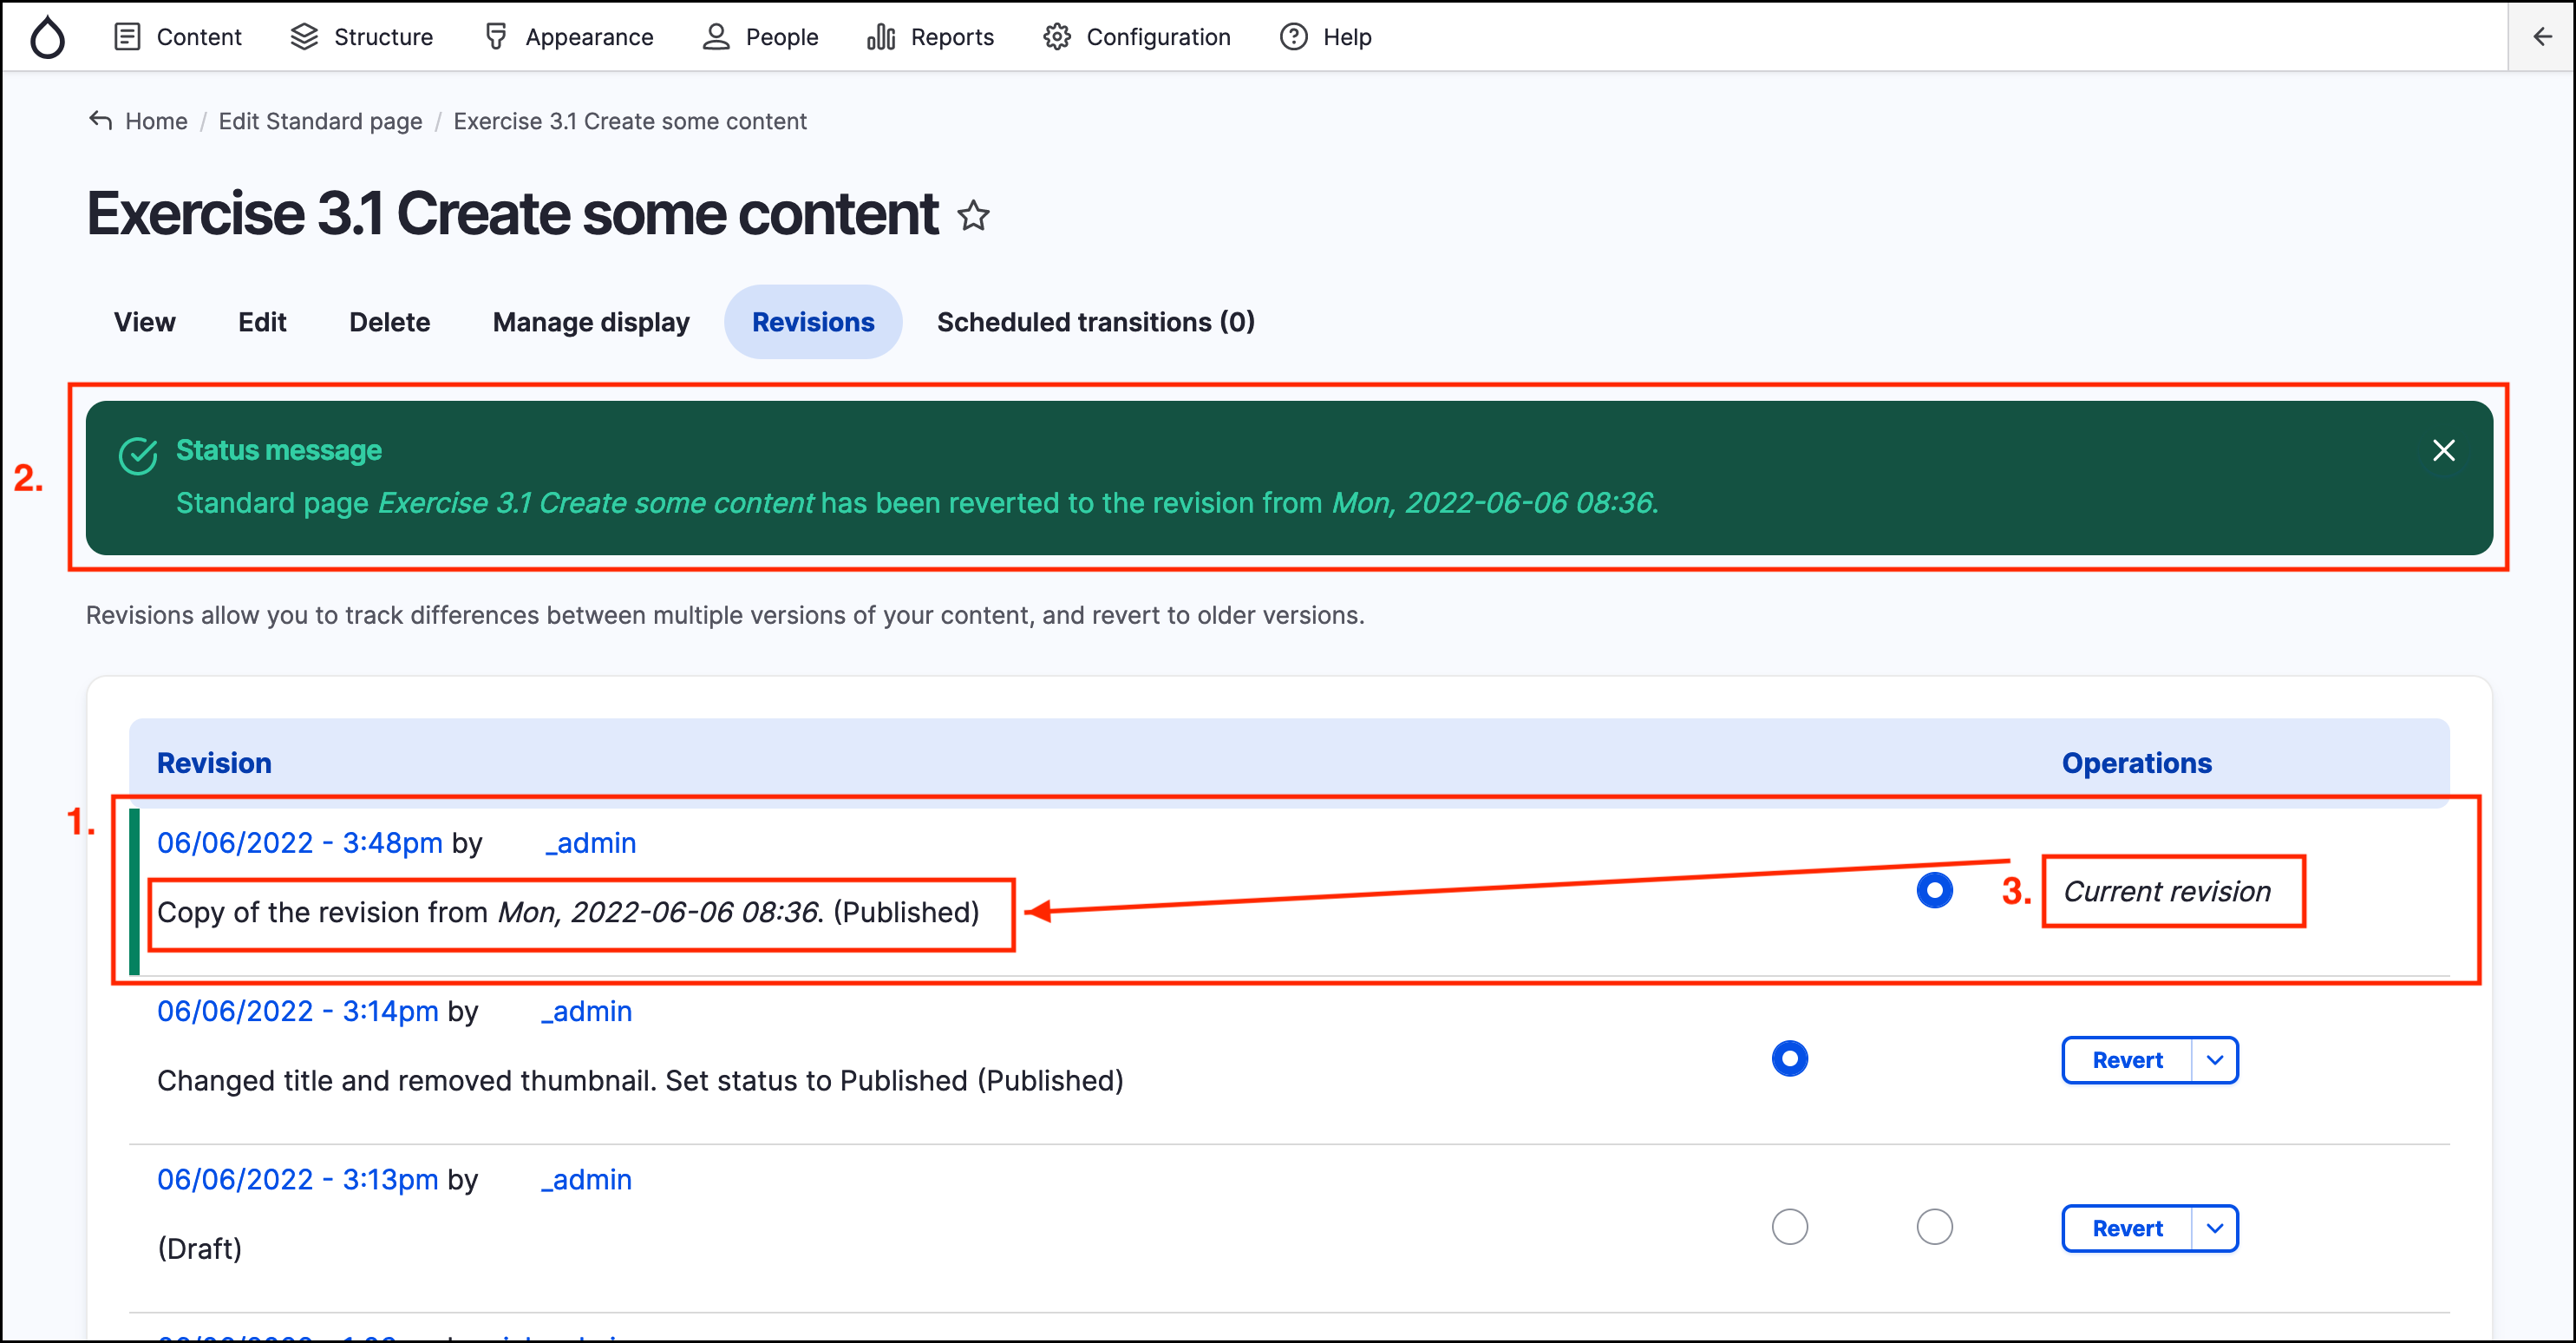 Content Structure Appearance People Reports Configuration Help
Home / Edit Standard page / Exercise 3.1 Create some content
Exercise 3.1 Create some content
View Edit Delete Manage display Revisions Scheduled transitions (0)
2.
Status message
Standard page Exercise 3.1 Create some content has been reverted to the revision from Mon, 2022-06-06 08:36.
Revisions allow you to track differences between multiple versions of your content, and revert to older versions.
Revision Operations
1.
06/06/2022 - 3:48pm by _admin
Copy of the revision from Mon, 2022-06-06 08:36. (Published)
3. Current revision
06/06/2022 - 3:14pm by _admin
Changed title and removed thumbnail. Set status to Published (Published)
Revert
06/06/2022 - 3:13pm by _admin
(Draft)
Revert